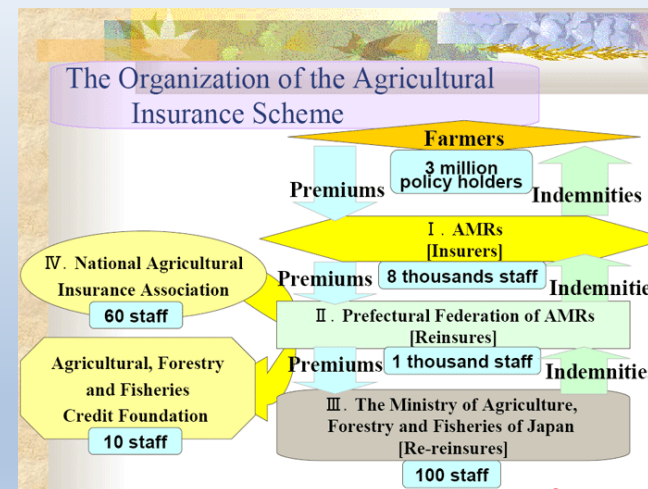 The Organization of the Agricultural
Insurance Scheme
Farmers
3 million
policy holders
Premiums
Indemnities
Ⅰ. AMRs
[Insurers]
8 thousands staff
Premiums
Indemnities
Ⅳ. National Agricultural
Insurance Association
60 staff
Ⅱ. Prefectural Federation of AMRs
[Reinsures]
1 thousand staff
Premiums
Indemnities
Agricultural, Forestry
and Fisheries
Credit Foundation
10 staff
Ⅲ. The Ministry of Agriculture,
Forestry and Fisheries of Japan
[Re-reinsures]
100 staff